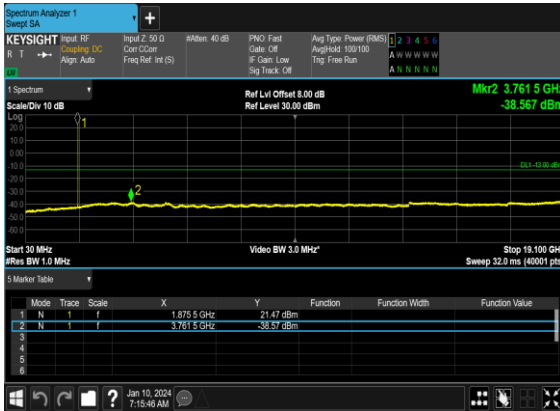 Spectrum Analyzer 1
Swept SA
+
KEYSIGHT
R T
Input: RF
Coupling: DC
Align: Auto
Input Z: 50 Ω
Corr CCorr
Freq Ref: Int (S)
#Atten: 40 dB
PNO: Fast
Gate: Off
IF Gain: Low
Sig Track: Off
Avg Type: Power (RMS)
Avg|Hold: 100/100
Trig: Free Run
1 2 3 4 5 6
A W W W W W
A N N N N N
1 Spectrum
Scale/Div 10 dB
Ref Lvl Offset 8.00 dB
Ref Level 30.00 dBm
Mkr2 3.761 5 GHz
-38.567 dBm
Log
20.0
10.0
0.00
-10.0
-20.0
-30.0
-40.0
-50.0
-60.0
1
2
DL1 -13.00 dBm
Start 30 MHz
#Res BW 1.0 MHz
Video BW 3.0 MHz*
Stop 19.100 GHz
Sweep 32.0 ms (40001 pts)
5 Marker Table
Mode Trace Scale X Y Function Function Width Function Value
1 N 1 f 1.875 5 GHz 21.47 dBm
2 N 1 f 3.761 5 GHz -38.57 dBm
3
4
5
6
?
Jan 10, 2024
7:15:46 AM